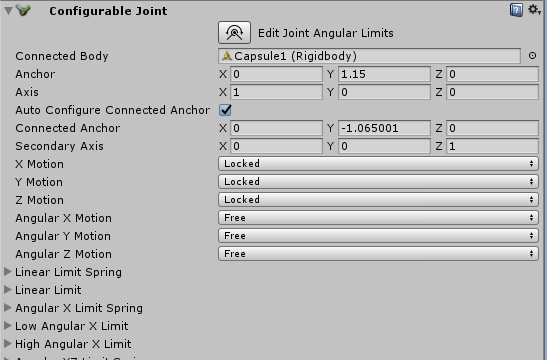 Configurable Joint
Edit Joint Angular Limits
Connected Body Capsule1 (Rigidbody)
Anchor X 0 Y 1.15 Z 0
Axis X 1 Y 0 Z 0
Auto Configure Connected Anchor
Connected Anchor X 0 Y -1.065001 Z 0
Secondary Axis X 0 Y 0 Z 1
X Motion Locked
Y Motion Locked
Z Motion Locked
Angular X Motion Free
Angular Y Motion Free
Angular Z Motion Free
Linear Limit Spring
Linear Limit
Angular X Limit Spring
Low Angular X Limit
High Angular X Limit